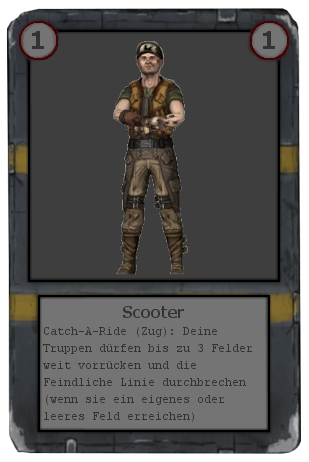 1 1
Scooter
Catch-A-Ride (Zug): Deine
Truppen dürfen bis zu 3 Felder
weit vorrücken und die
Feindliche Linie durchbrechen
(wenn sie ein eigenes oder
leeres Feld erreichen)